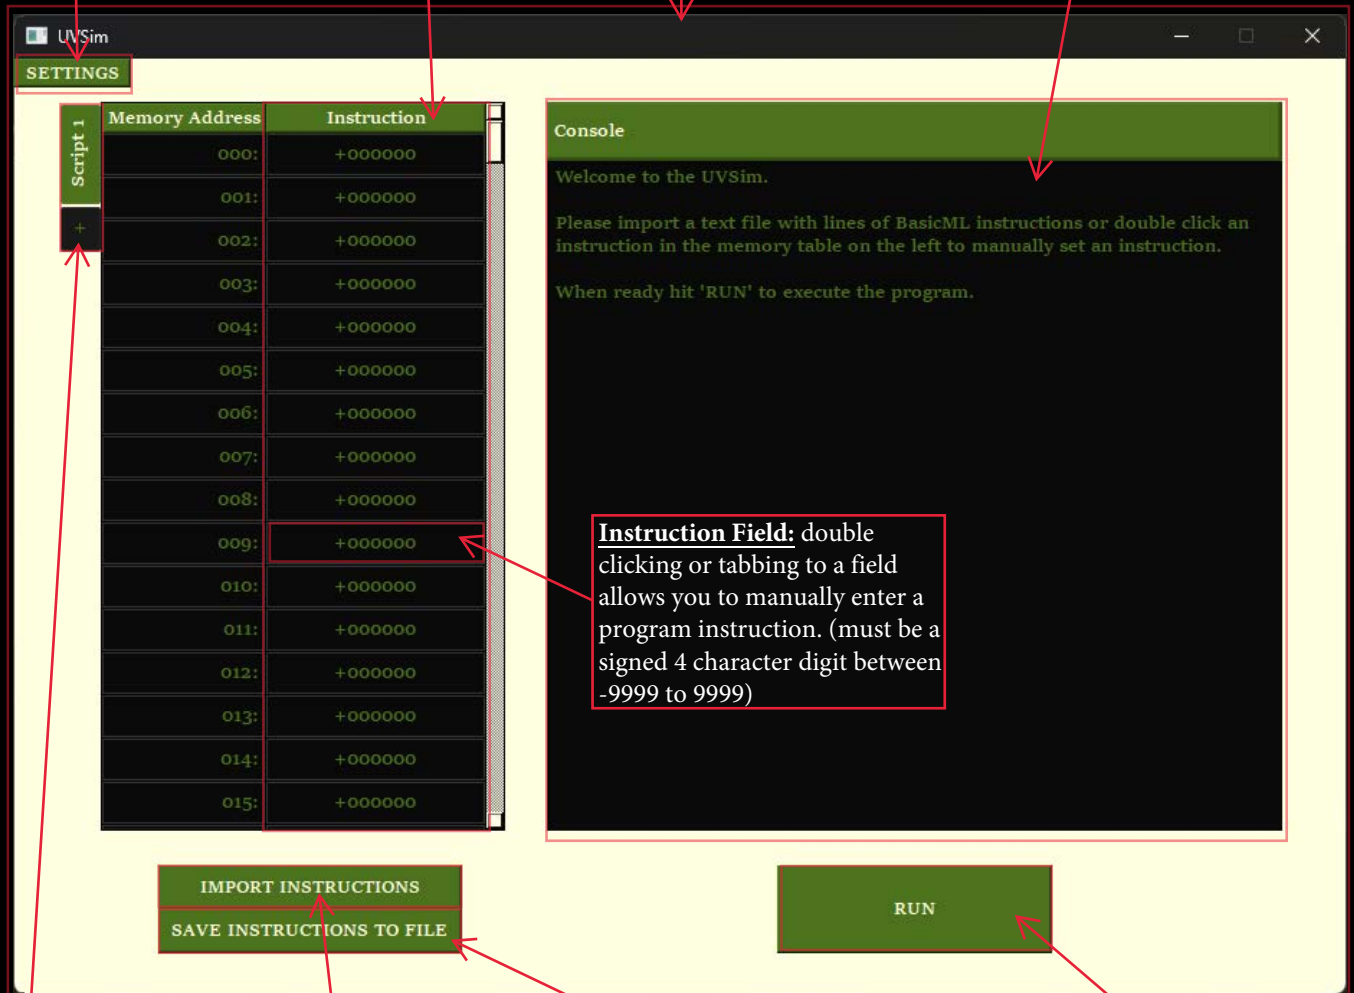 UVSim
SETTINGS
Script 1
+
Memory Address Instruction
000: +000000
001: +000000
002: +000000
003: +000000
004: +000000
005: +000000
006: +000000
007: +000000
008: +000000
009: +000000
010: +000000
011: +000000
012: +000000
013: +000000
014: +000000
015: +000000
IMPORT INSTRUCTIONS
SAVE INSTRUCTIONS TO FILE
Console
Welcome to the UVSim.
Please import a text file with lines of BasicML instructions or double click an
instruction in the memory table on the left to manually set an instruction.
When ready hit 'RUN' to execute the program.
Instruction Field: double
clicking or tabbing to a field
allows you to manually enter a
program instruction. (must be a
signed 4 character digit between
-9999 to 9999)
RUN